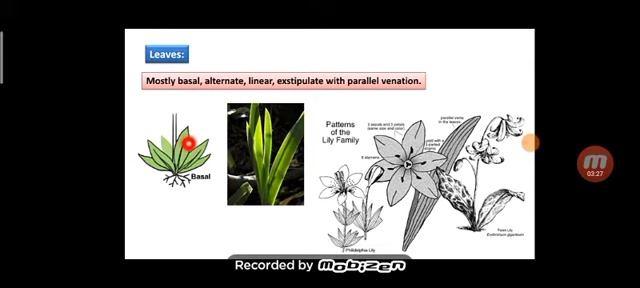 Leaves:
Mostly basal, alternate, linear, exstipulate with parallel venation.
Basal
Patterns
of the
Lily Family
3 sepals and 3 petals
(same size and color)
parallel veins
in the leaves
6 stamens
Philadelphia Lily
Fawn Lily
Recorded by mobizen
03:27